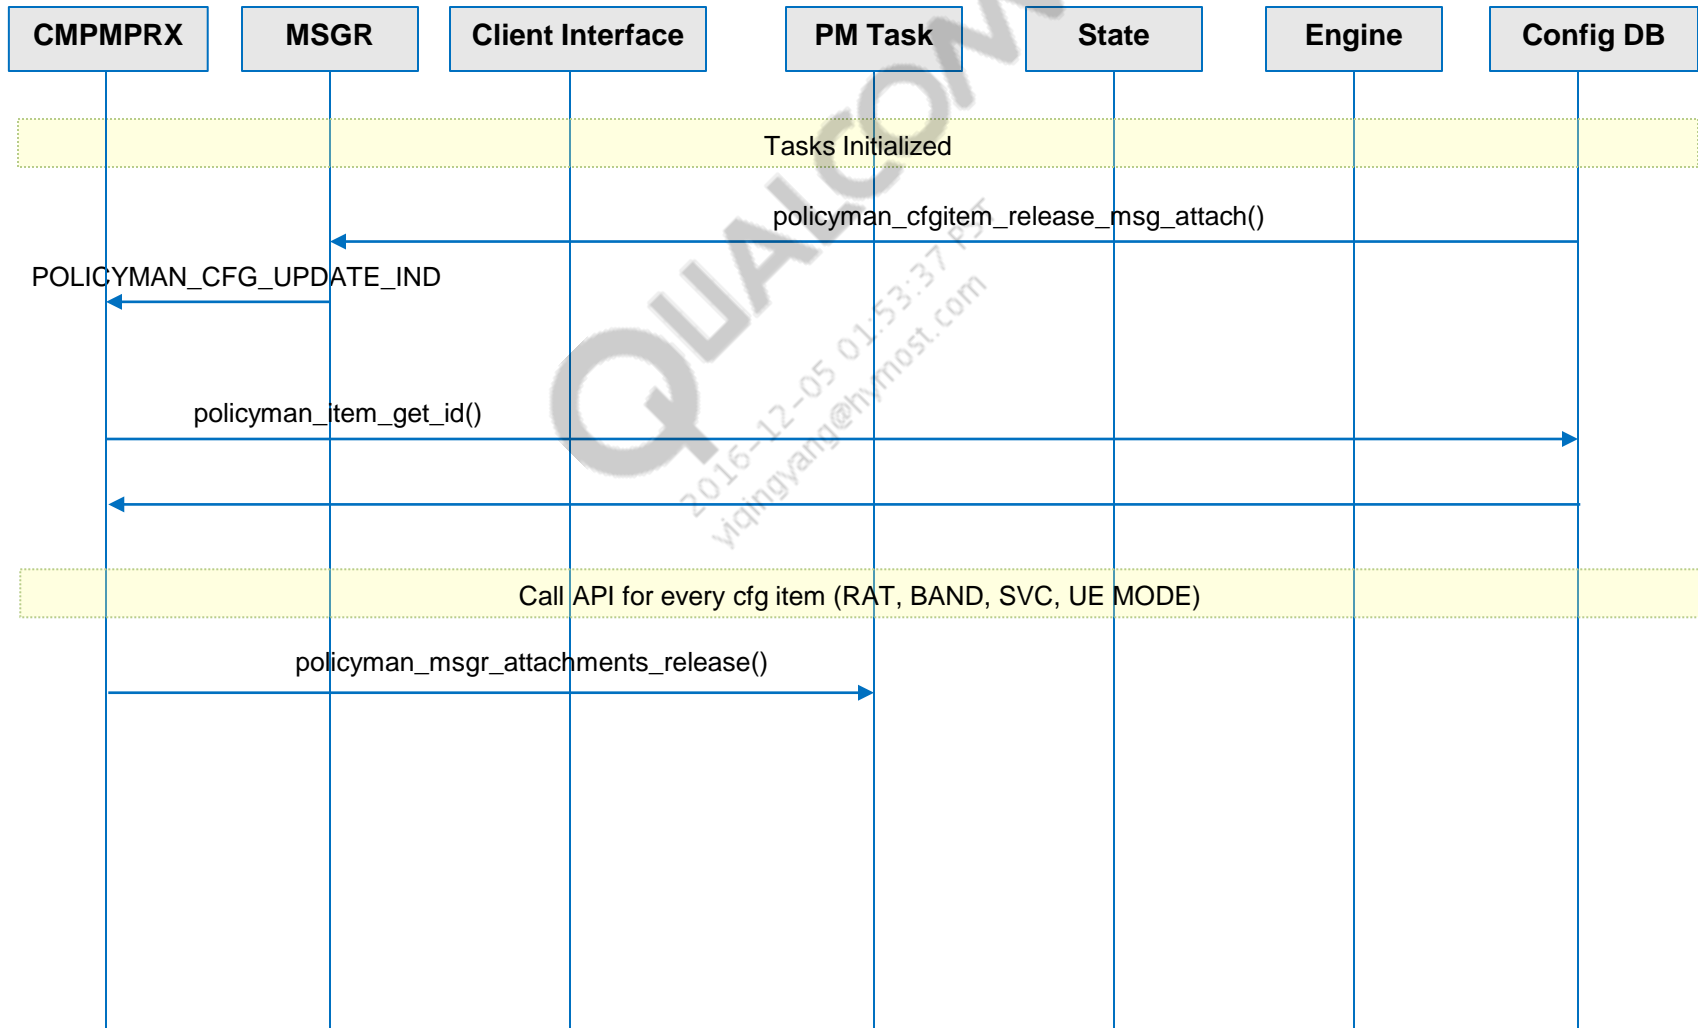 CMPMPRX
MSGR
Client Interface
PM Task
State
Engine
Config DB
Tasks Initialized
policyman_cfgitem_release_msg_attach()
POLICYMAN_CFG_UPDATE_IND
policyman_item_get_id()
Call API for every cfg item (RAT, BAND, SVC, UE MODE)
policyman_msgr_attachments_release()
QUALCOM
2016-12-05 01:53:37 PST
yiqingyang@hymost.com